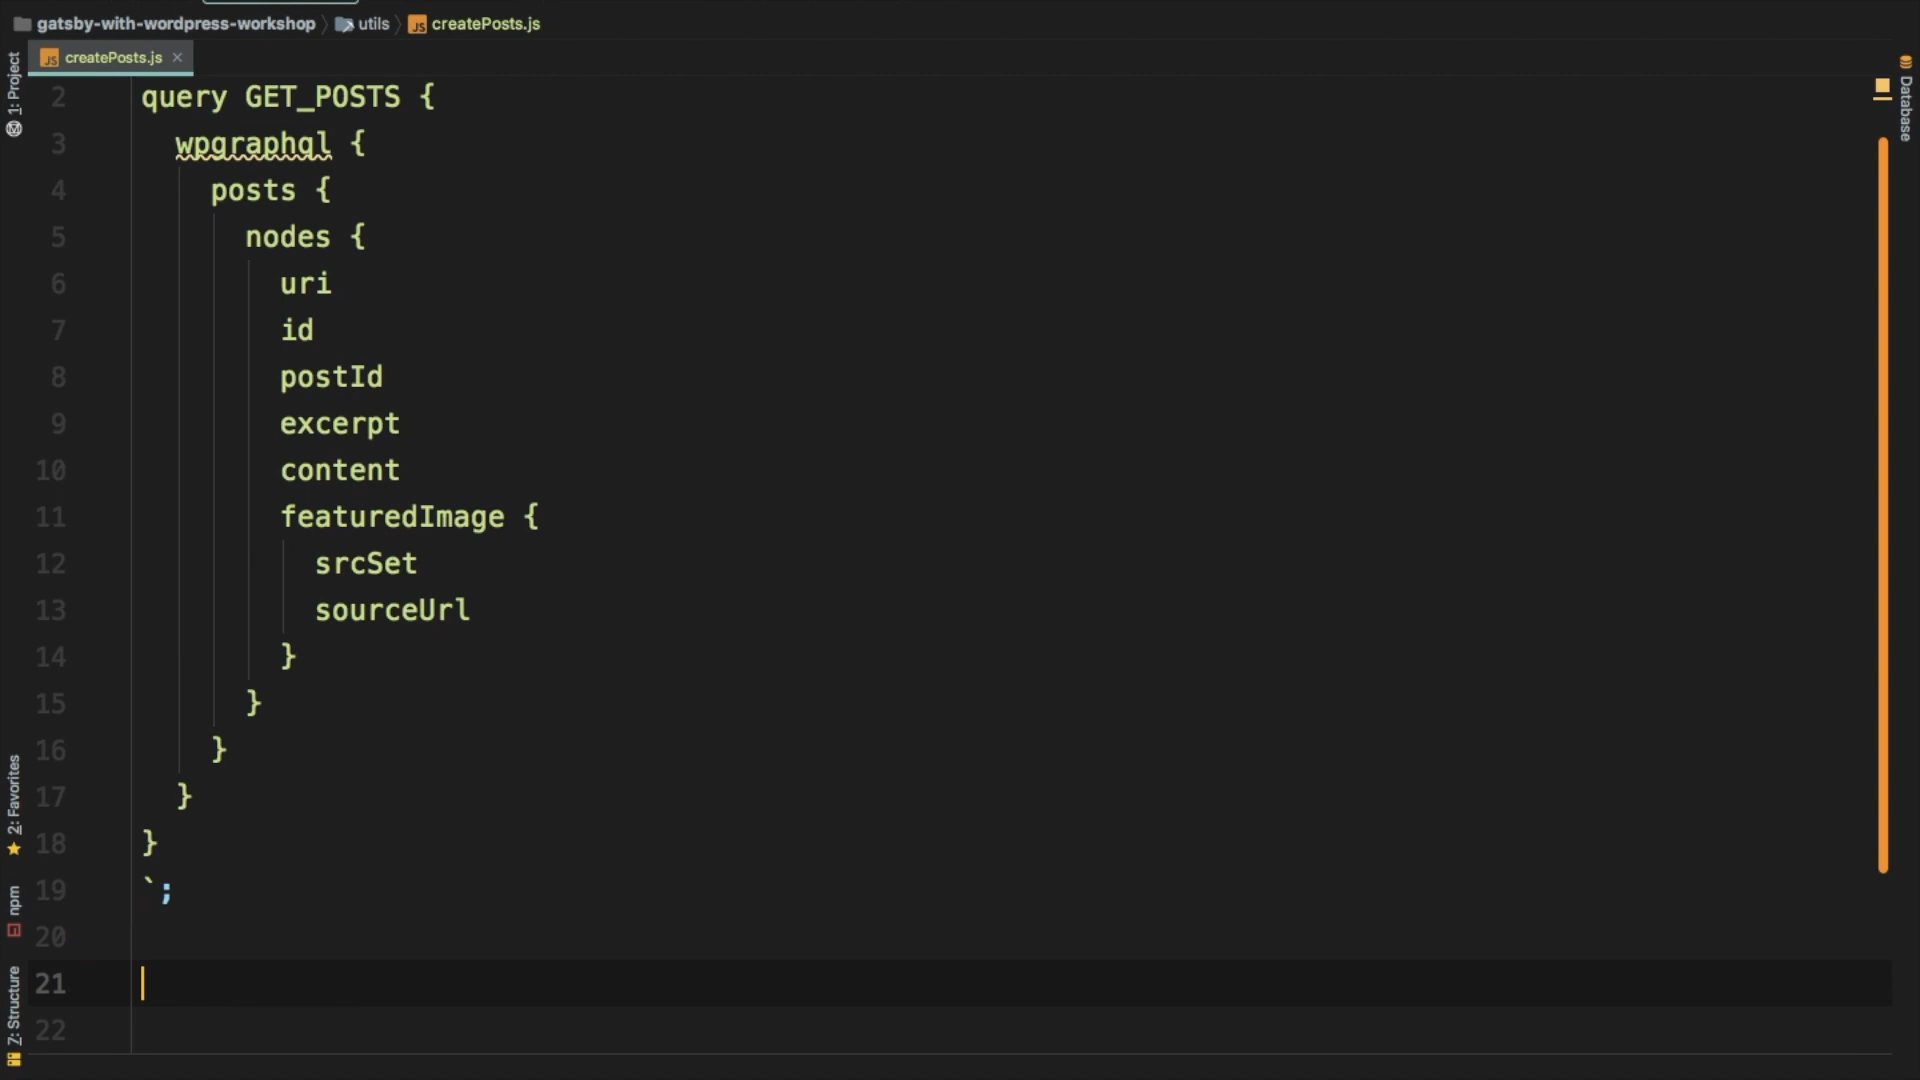 gatsby-with-wordpress-workshop utils createPosts.js
createPosts.js
1: Project
Database
2 query GET_POSTS {
3 wpgraphql {
4 posts {
5 nodes {
6 uri
7 id
8 postId
9 excerpt
10 content
11 featuredImage {
12 srcSet
13 sourceUrl
14 }
15 }
16 }
17 }
18 }
19 `;
20
21
22
2: Favorites
npm
Z: Structure